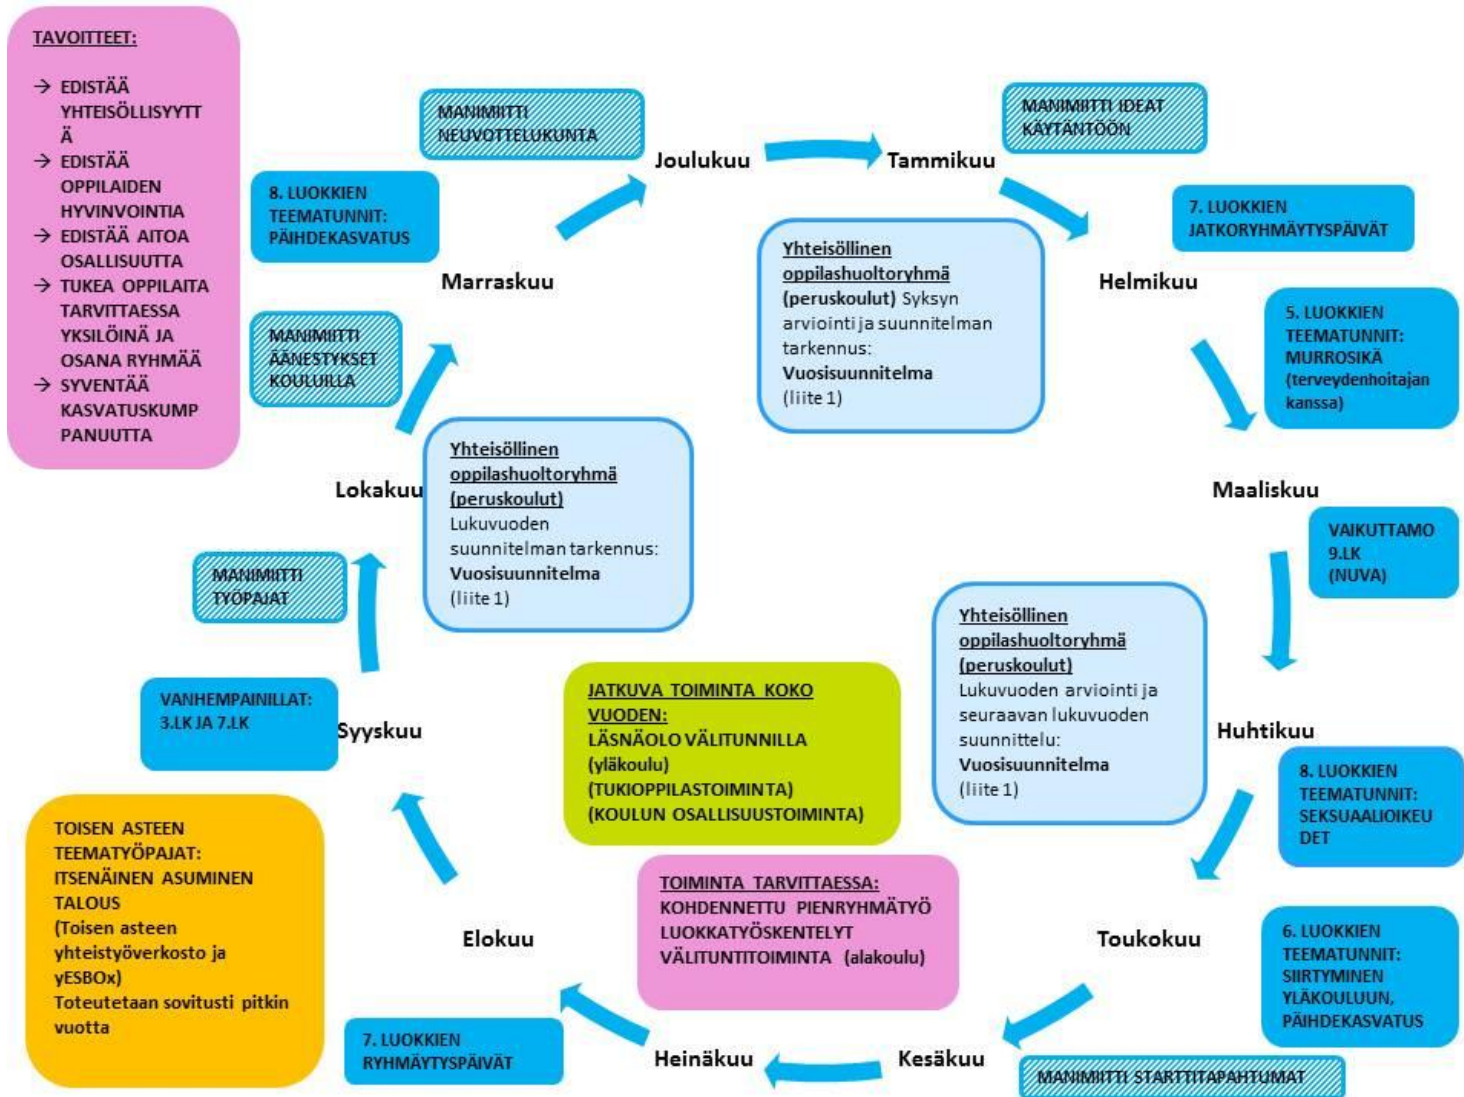 TAVOITTEET:
→ EDISTÄÄ
YHTEISÖLLISYYTT
Ä
→ EDISTÄÄ
OPPILAIDEN
HYVINVOINTIA
→ EDISTÄÄ AITOA
OSALLISUUTTA
→ TUKEA OPPILAITA
TARVITTAESSA
YKSILÖINÄ JA
OSANA RYHMÄÄ
→ SYVENTÄÄ
KASVATUSKUMP
PANUUTTA
MANIMIITTI
NEUVOTTELUKUNTA
Joulukuu
Tammikuu
MANIMIITTI IDEAT
KÄYTÄNTÖÖN
8. LUOKKIEN
TEEMATUNNIT:
PÄIHDEKASVATUS
7. LUOKKIEN
JATKORYHMÄYTYSPÄIVÄT
Marraskuu
Helmikuu
Yhteisöllinen
oppilashuoltoryhmä
(peruskoulut) Syksyn
arviointi ja suunnitelman
tarkennus:
Vuosisuunnitelma
(liite 1)
MANIMIITTI
ÄÄNESTYKSET
KOULUILLA
5. LUOKKIEN
TEEMATUNNIT:
MURROSIKÄ
(terveydenhoitajan
kanssa)
Lokakuu
Yhteisöllinen
oppilashuoltoryhmä
(peruskoulut)
Lukuvuoden
suunnitelman tarkennus:
Vuosisuunnitelma
(liite 1)
Maaliskuu
VAIKUTTAMO
9.LK
(NUVA)
MANIMIITTI
TYÖPAJAT
Yhteisöllinen
oppilashuoltoryhmä
(peruskoulut)
Lukuvuoden arviointi ja
seuraavan lukuvuoden
suunnittelu:
Vuosisuunnitelma
(liite 1)
VANHEMPAINILLAT:
3.LK JA 7.LK
Syyskuu
JATKUVA TOIMINTA KOKO
VUODEN:
LÄSNÄOLO VÄLITUNNILLA
(yläkoulu)
(TUKIOPPILASTOIMINTA)
(KOULUN OSALLISUUSTOIMINTA)
Huhtikuu
8. LUOKKIEN
TEEMATUNNIT:
SEKSUAALIOIKEU
DET
TOISEN ASTEEN
TEEMATYÖPAJAT:
ITSENÄINEN ASUMINEN
TALOUS
(Toisen asteen
yhteistyöverkosto ja
yESBOx)
Toteutetaan sovitusti pitkin
vuotta
Elokuu
TOIMINTA TARVITTAESSA:
KOHDENNETTU PIENRYHMÄTYÖ
LUOKKATYÖSKENTELYT
VÄLITUNTITOIMINTA (alakoulu)
Toukokuu
6. LUOKKIEN
TEEMATUNNIT:
SIIRTYMINEN
YLÄKOULUUN,
PÄIHDEKASVATUS
7. LUOKKIEN
RYHMÄYTYSPÄIVÄT
Heinäkuu
Kesäkuu
MANIMIITTI STARTTITAPAHTUMAT